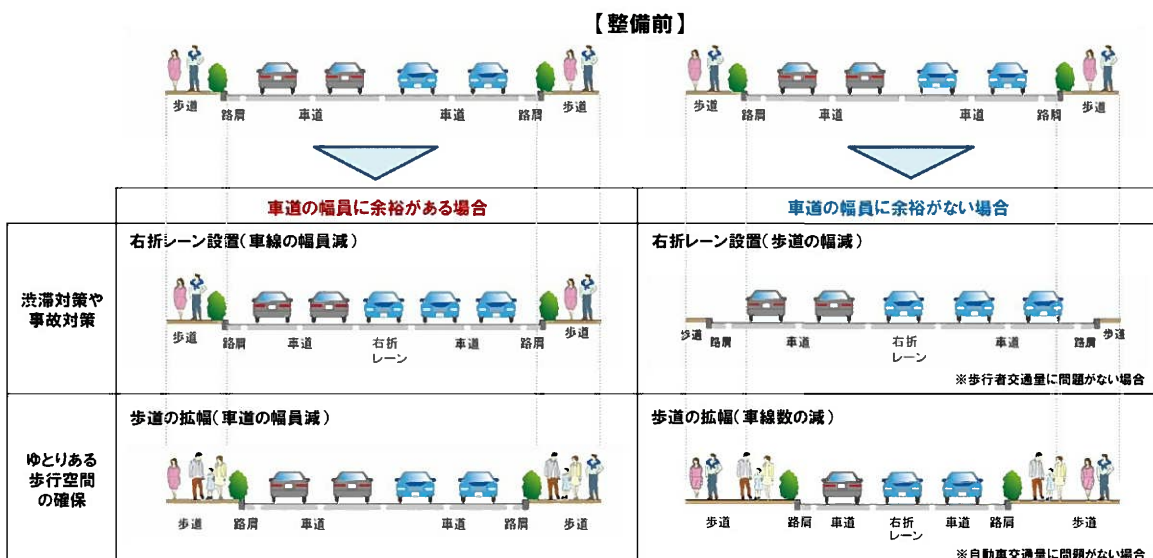 【整備前】
歩道 路肩 車道 車道 路肩 歩道
歩道 路肩 車道 車道 路肩 歩道
車道の幅員に余裕がある場合
車道の幅員に余裕がない場合
渋滞対策や
事故対策
右折レーン設置(車線の幅員減)
歩道 路肩 車道 右折 車道 路肩 歩道
レーン
右折レーン設置(歩道の幅減)
歩道 路肩 車道 右折 車道 路肩 歩道
レーン
※歩行者交通量に問題がない場合
ゆとりある
歩行空間
の確保
歩道の拡幅(車道の幅員減)
歩道 路肩 車道 車道 路肩 歩道
歩道の拡幅(車線数の減)
歩道 路肩 車道 右折 車道 路肩 歩道
レーン
※自動車交通量に問題がない場合